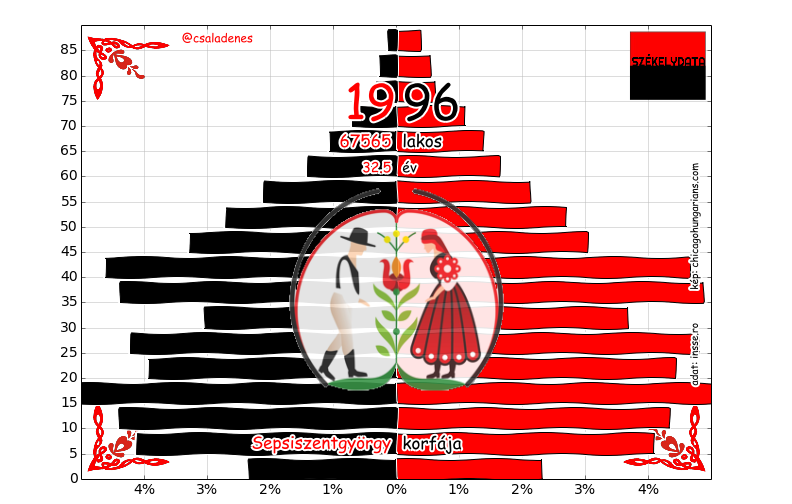 @csaladenes
SZÉKELYDATA
1996
67565 lakos
32.5 év
Sepsiszentgyörgy korfája
kép: chicagohungarians.com
adat: insse.ro
85
80
75
70
65
60
55
50
45
40
35
30
25
20
15
10
5
0
4% 3% 2% 1% 0% 1% 2% 3% 4%